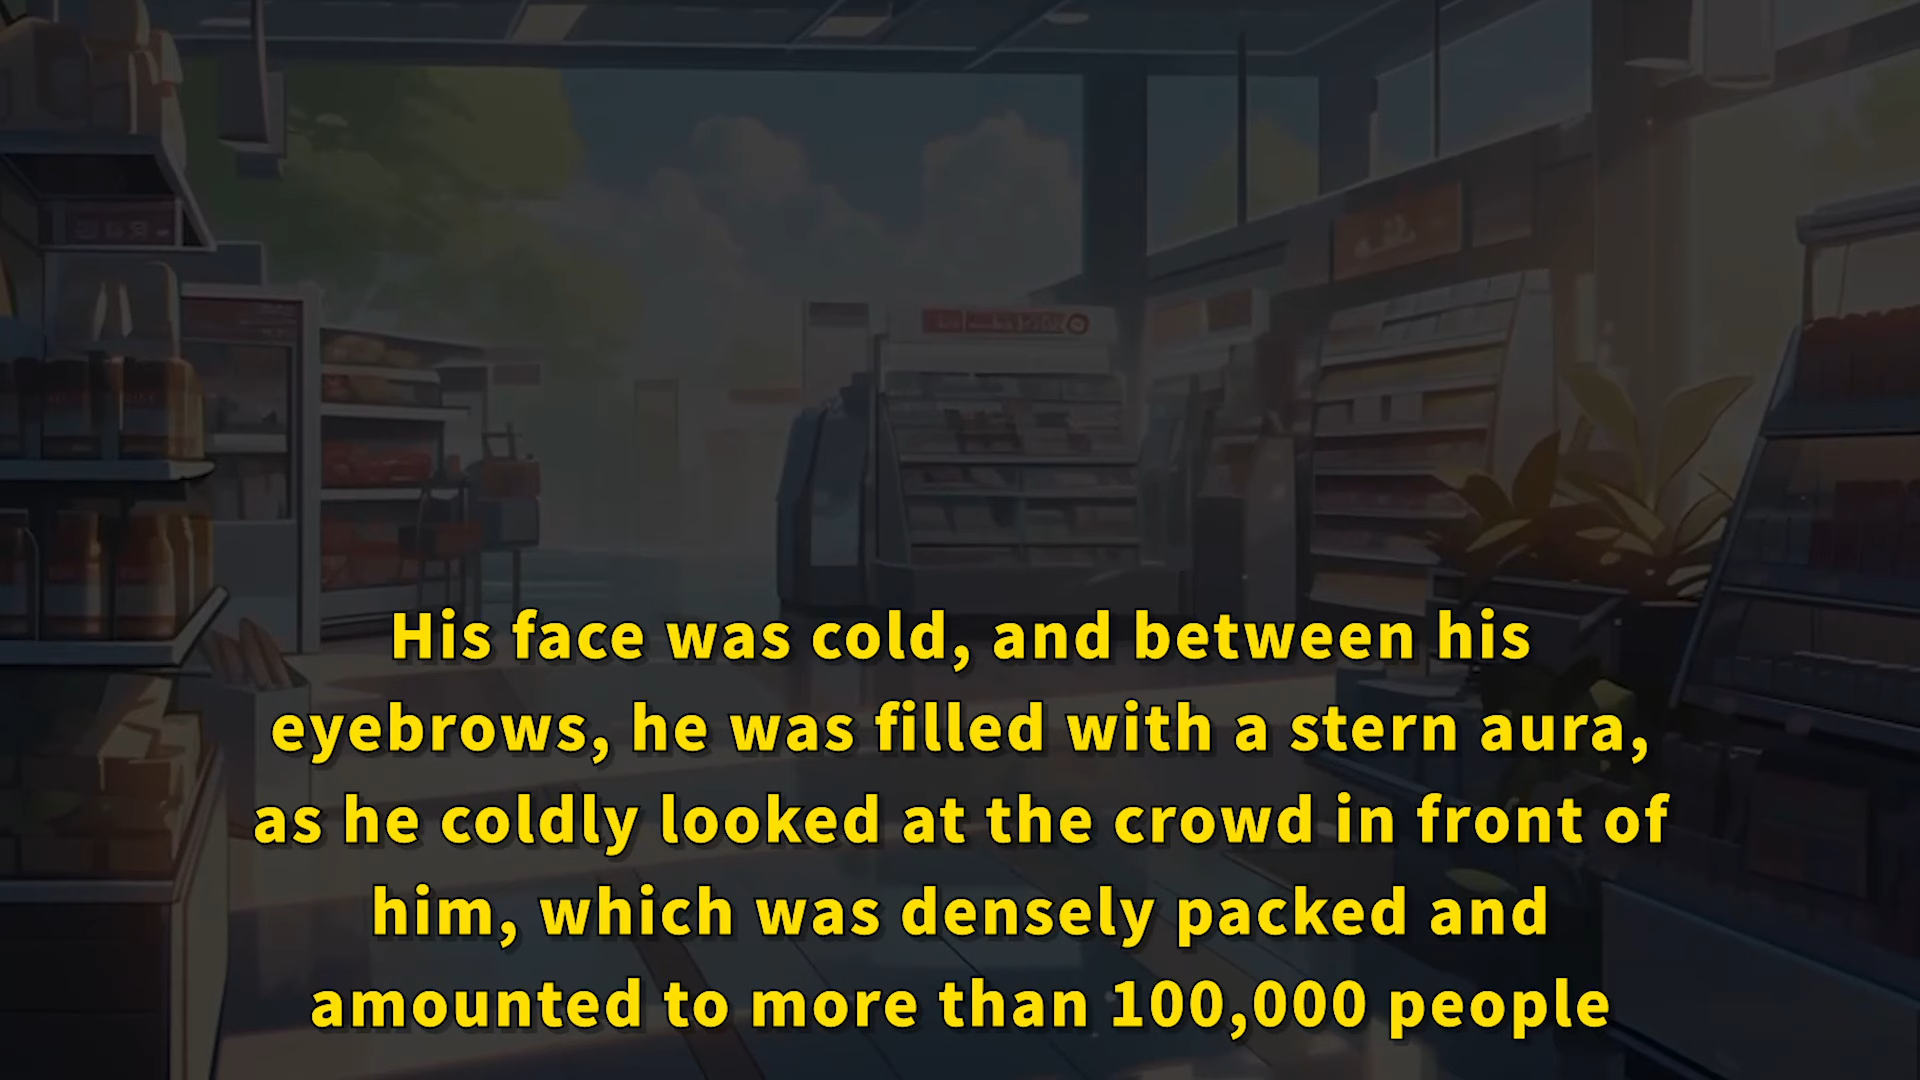 His face was cold, and between his
eyebrows, he was filled with a stern aura,
as he coldly looked at the crowd in front of
him, which was densely packed and
amounted to more than 100,000 people